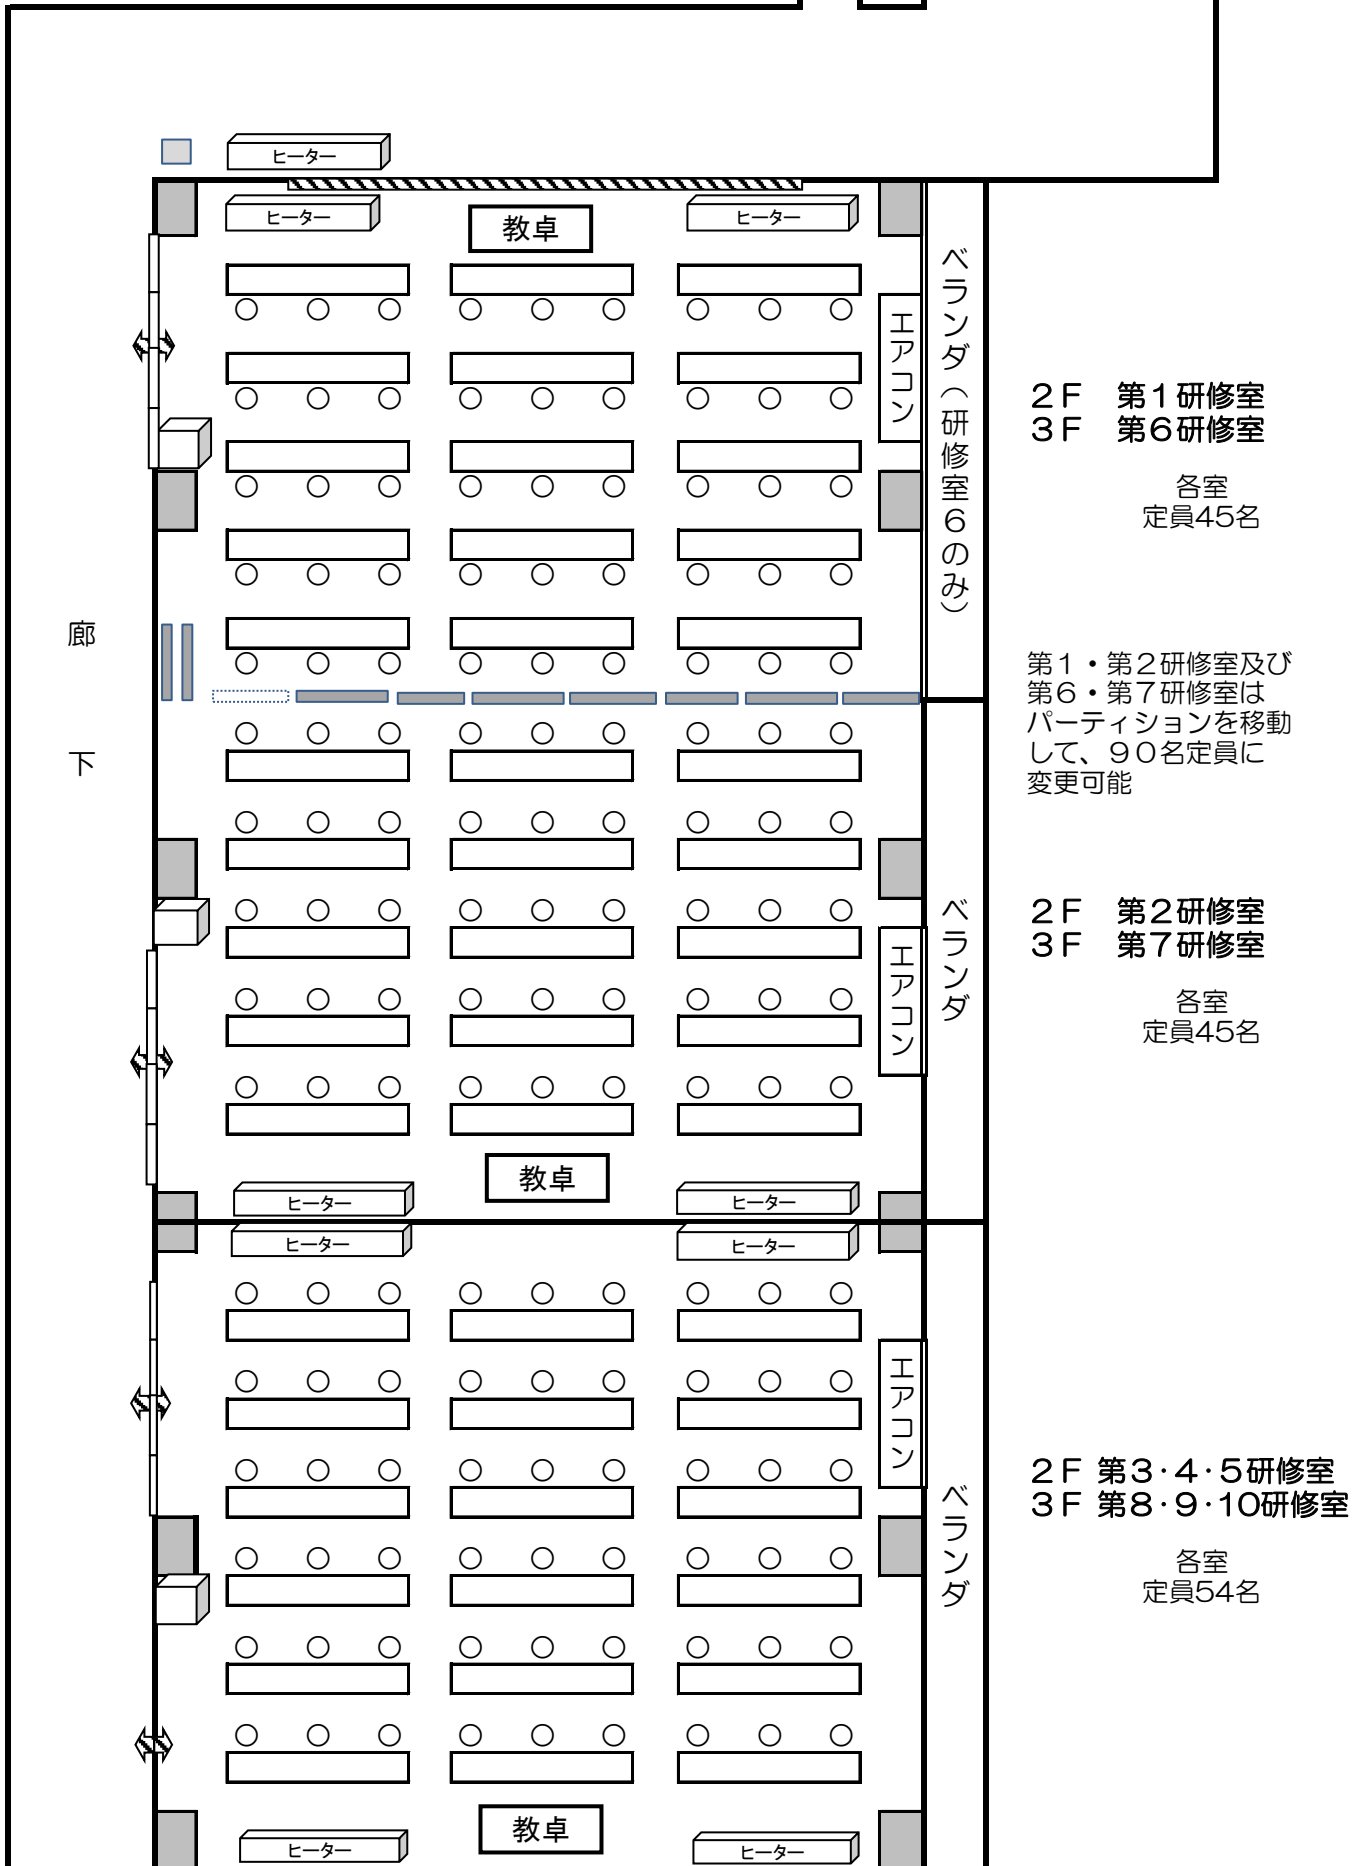 ヒーター
ヒーター
教卓
ヒーター
エアコン
ベランダ（研修室６のみ）
２Ｆ　第１研修室
３Ｆ　第６研修室
各室
定員45名
廊
下
第１・第２研修室及び
第６・第７研修室は
パーティションを移動
して、９０名定員に
変更可能
ベランダ
エアコン
２Ｆ　第２研修室
３Ｆ　第７研修室
各室
定員45名
教卓
ヒーター
ヒーター
ヒーター
ヒーター
エアコン
ベランダ
２Ｆ 第３・４・５研修室
３Ｆ 第８・９・10研修室
各室
定員54名
教卓
ヒーター
ヒーター